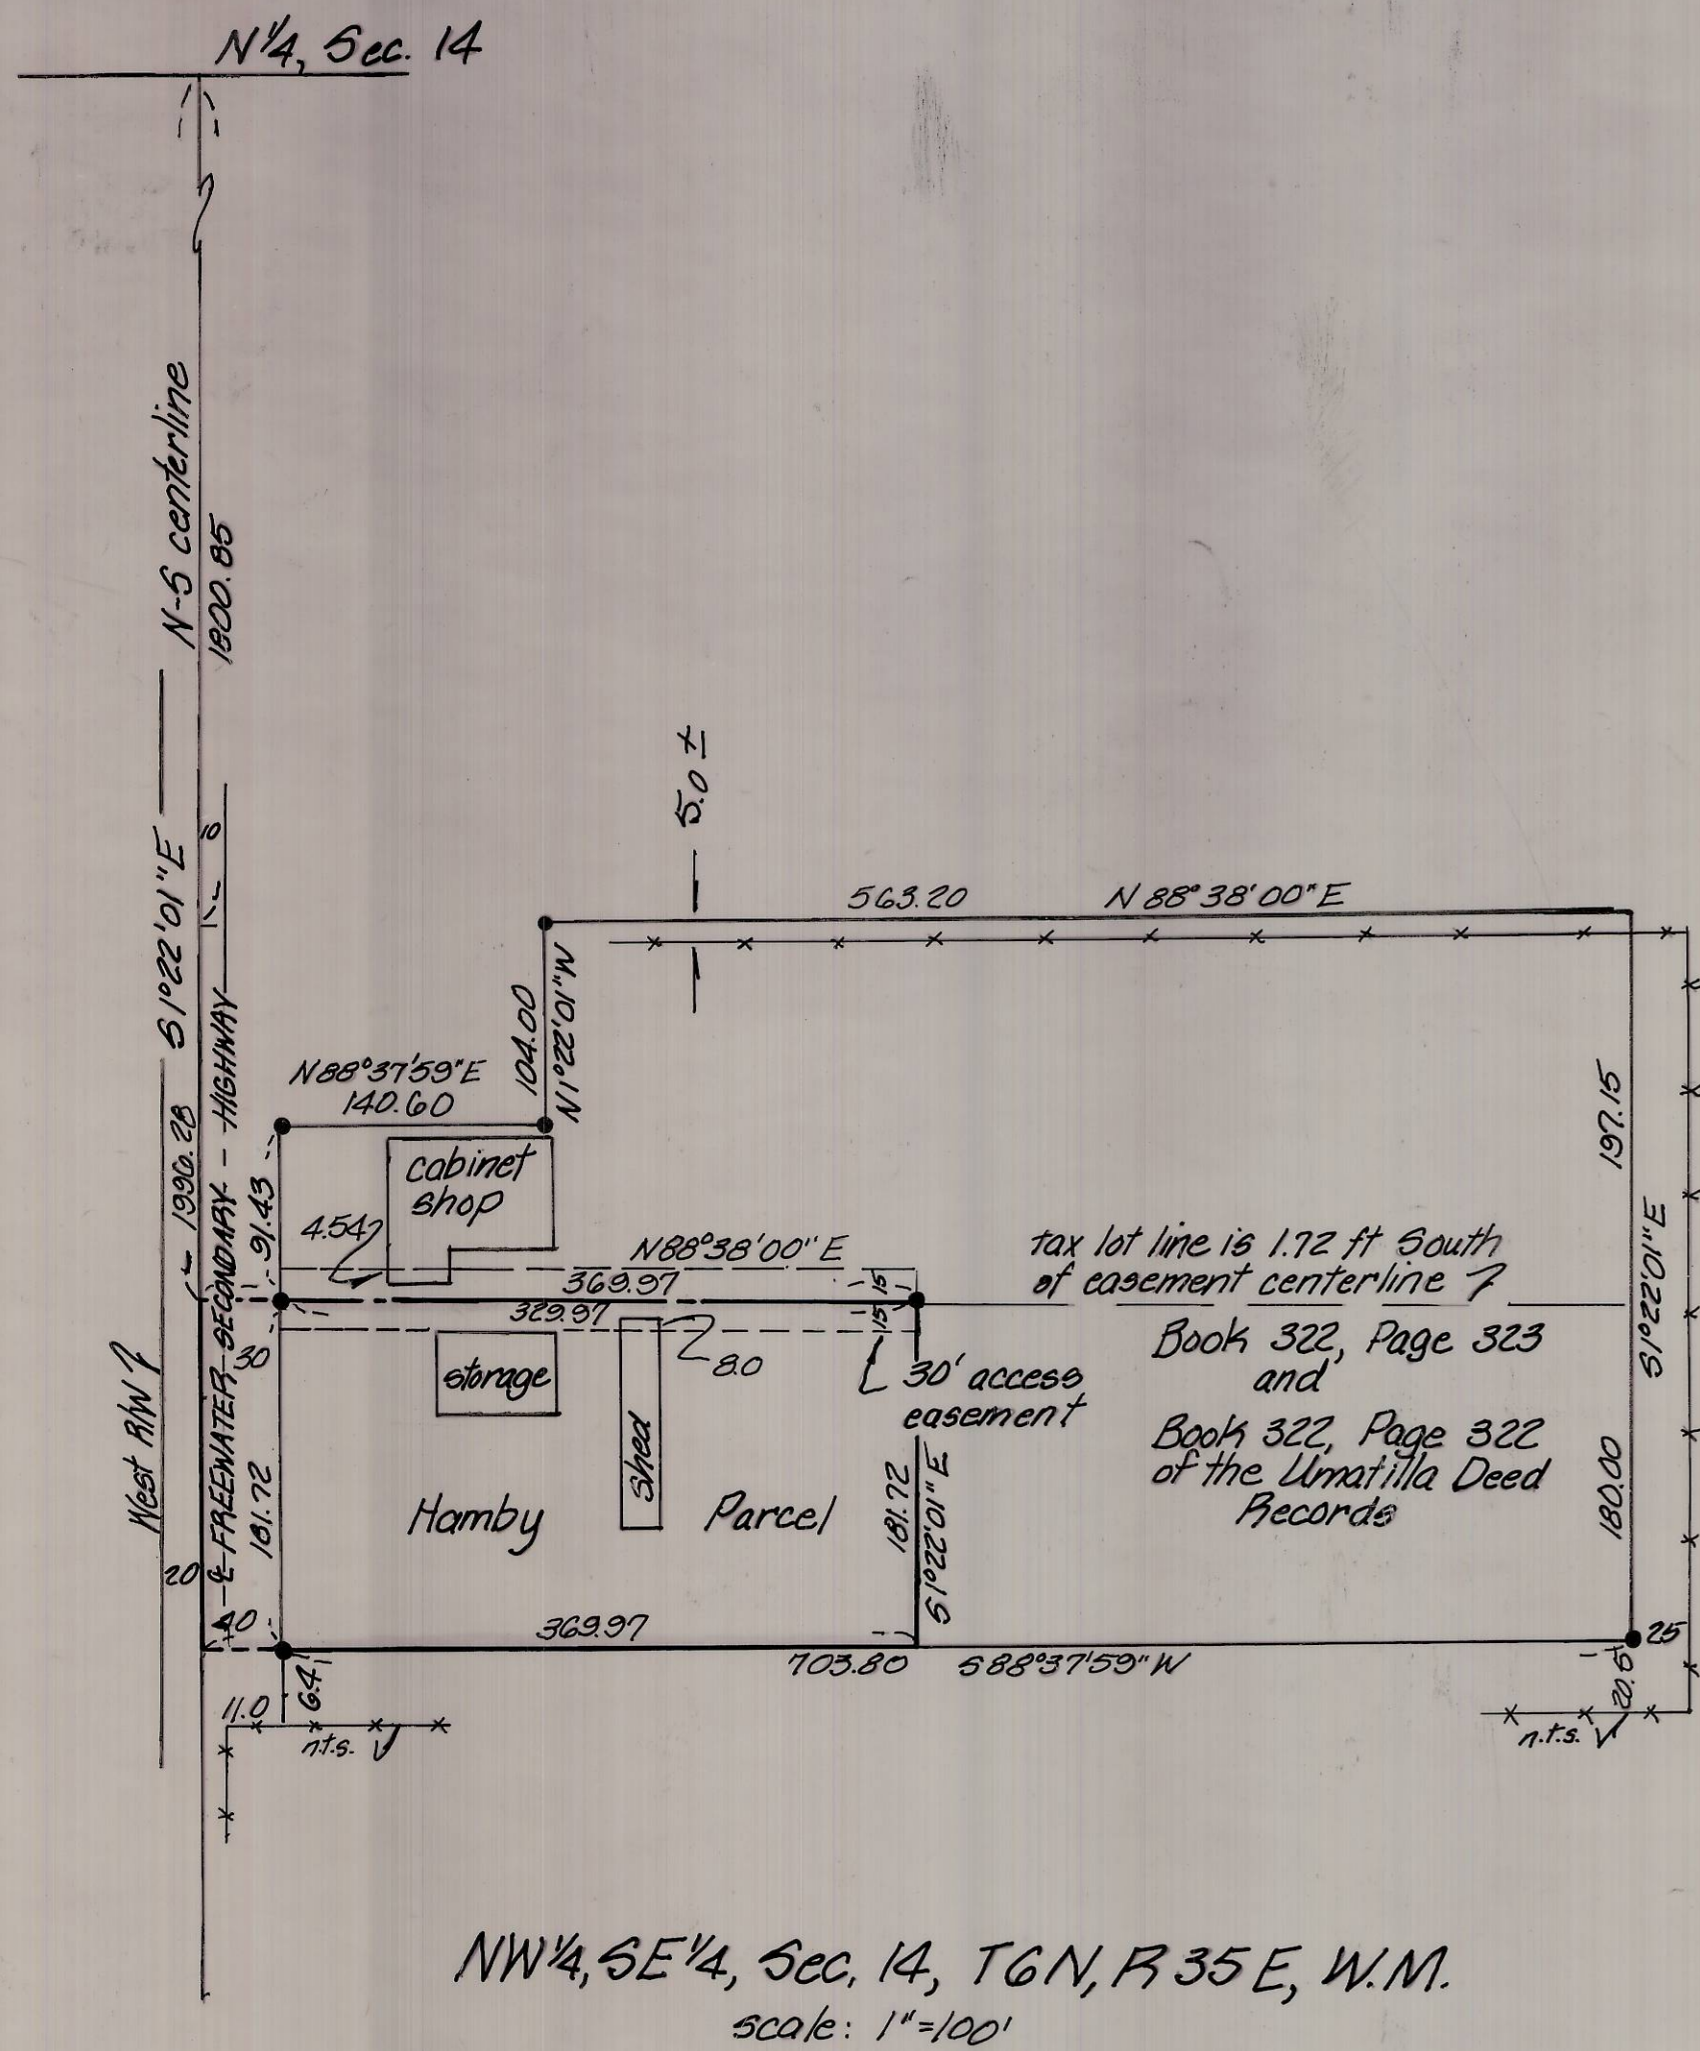 N¼, Sec. 14
N-S centerline
1800.85
S1°22'01"E
10
5.0 ±
563.20 N 88°38'00"E
104.00
N1°22'01"W
N88°37'59"E
140.60
cabinet
shop
4.54
91.43
1996.28
℄ FREEWATER SECONDARY - HIGHWAY
N88°38'00"E
369.97
329.97
15
15
30
storage
shed
8.0
30' access
easement
tax lot line is 1.72 ft South
of easement centerline
Book 322, Page 323
and
Book 322, Page 322
of the Umatilla Deed
Records
197.15
S1°22'01"E
180.00
West R/W
181.72
Hamby Parcel
181.72
S1°22'01"E
20
40
369.97
703.80 S88°37'59"W
25
20.5
6.4
11.0
n.t.s.
n.t.s.
NW¼, SE¼, Sec. 14, T6N, R35E, W.M.
scale: 1"=100'